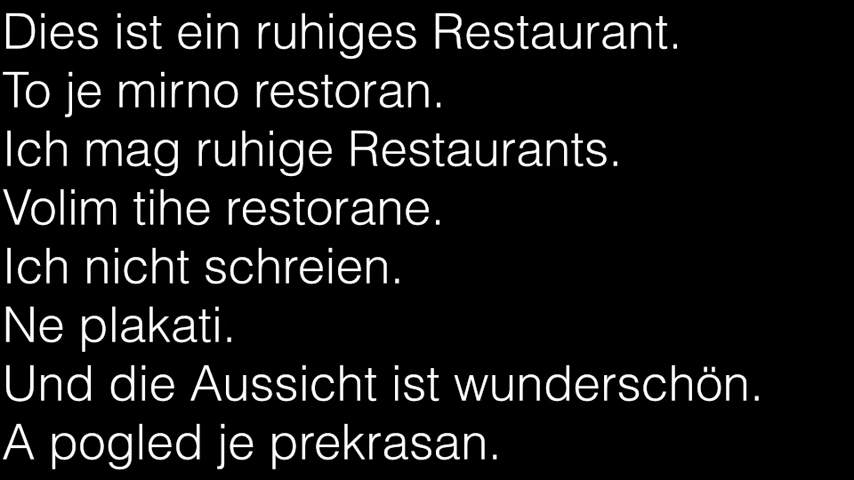 Dies ist ein ruhiges Restaurant.
To je mirno restoran.
Ich mag ruhige Restaurants.
Volim tihe restorane.
Ich nicht schreien.
Ne plakati.
Und die Aussicht ist wunderschön.
A pogled je prekrasan.